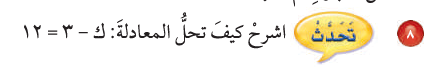 ٨ تَحَدَّثْ اشرحْ كيفَ تحلُّ المعادلةَ: ك - ٣ = ١٢